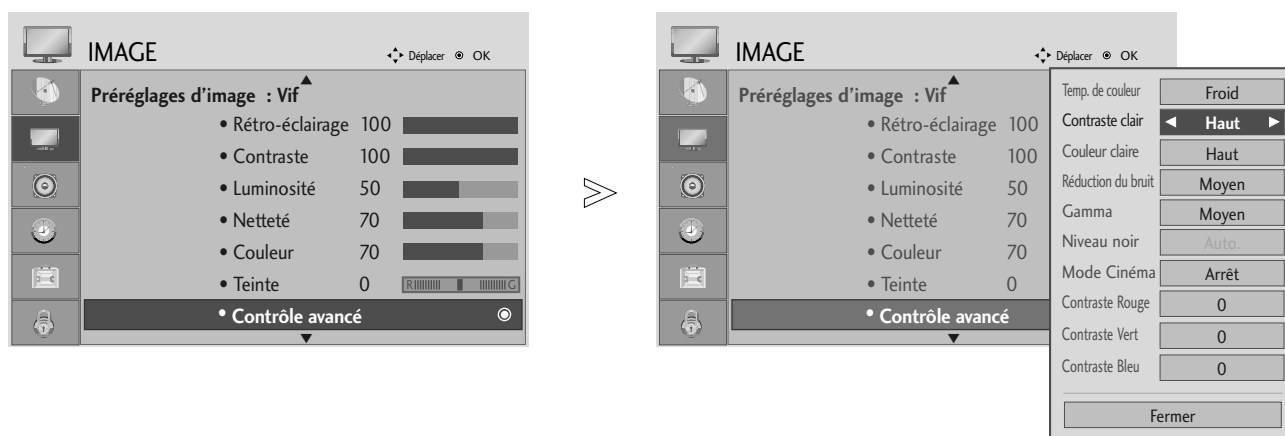 IMAGE
Déplacer OK
Préréglages d'image : Vif
• Rétro-éclairage 100
• Contraste 100
• Luminosité 50
• Netteté 70
• Couleur 70
• Teinte 0 R G
• Contrôle avancé
IMAGE
Déplacer OK
Préréglages d'image : Vif
• Rétro-éclairage 100
• Contraste 100
• Luminosité 50
• Netteté 70
• Couleur 70
• Teinte 0
• Contrôle avancé
Temp. de couleur Froid
Contraste clair Haut
Couleur claire Haut
Réduction du bruit Moyen
Gamma Moyen
Niveau noir Auto.
Mode Cinéma Arrêt
Contraste Rouge 0
Contraste Vert 0
Contraste Bleu 0
Fermer